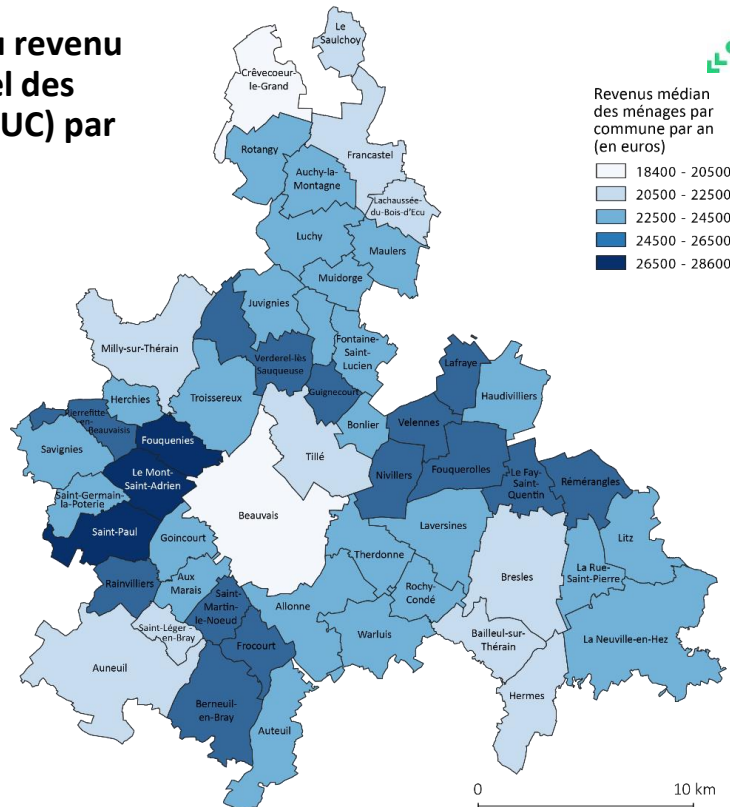 u revenu
el des
UC) par
Revenus médian
des ménages par
commune par an
(en euros)
18400 - 20500
20500 - 22500
22500 - 24500
24500 - 26500
26500 - 28600
Le
Saulchoy
Crêvecoeur-
le-Grand
Rotangy
Francastel
Auchy-la-
Montagne
Lachaussée-
du-Bois-d'Ecu
Luchy
Maulers
Muidorge
Juvignies
Milly-sur-Thérain
Fontaine-
Saint-
Lucien
Verderel-lès
Sauqueuse
Lafraye
Guignecourt
Haudivilliers
Herchies
Troissereux
Pierrefitte-
en-
Beauvaisis
Fouquenies
Bonlier
Velennes
Savignies
Tillé
Le Mont-
Saint-Adrien
Nivillers
Fouquerolles
Le Fay-
Saint-
Quentin
Rémérangles
Saint-Germain-
la-Poterie
Beauvais
Saint-Paul
Goincourt
Laversines
Litz
Therdonne
La Rue-
Saint-Pierre
Bresles
Rainvilliers
Aux
Marais
Saint-
Martin-
le-Noeud
Rochy-
Condé
Allonne
Saint-Léger-
en-Bray
Warluis
Bailleul-sur-
Thérain
La Neuville-en-Hez
Frocourt
Auneuil
Hermes
Berneuil-
en-Bray
Auteuil
0 10 km